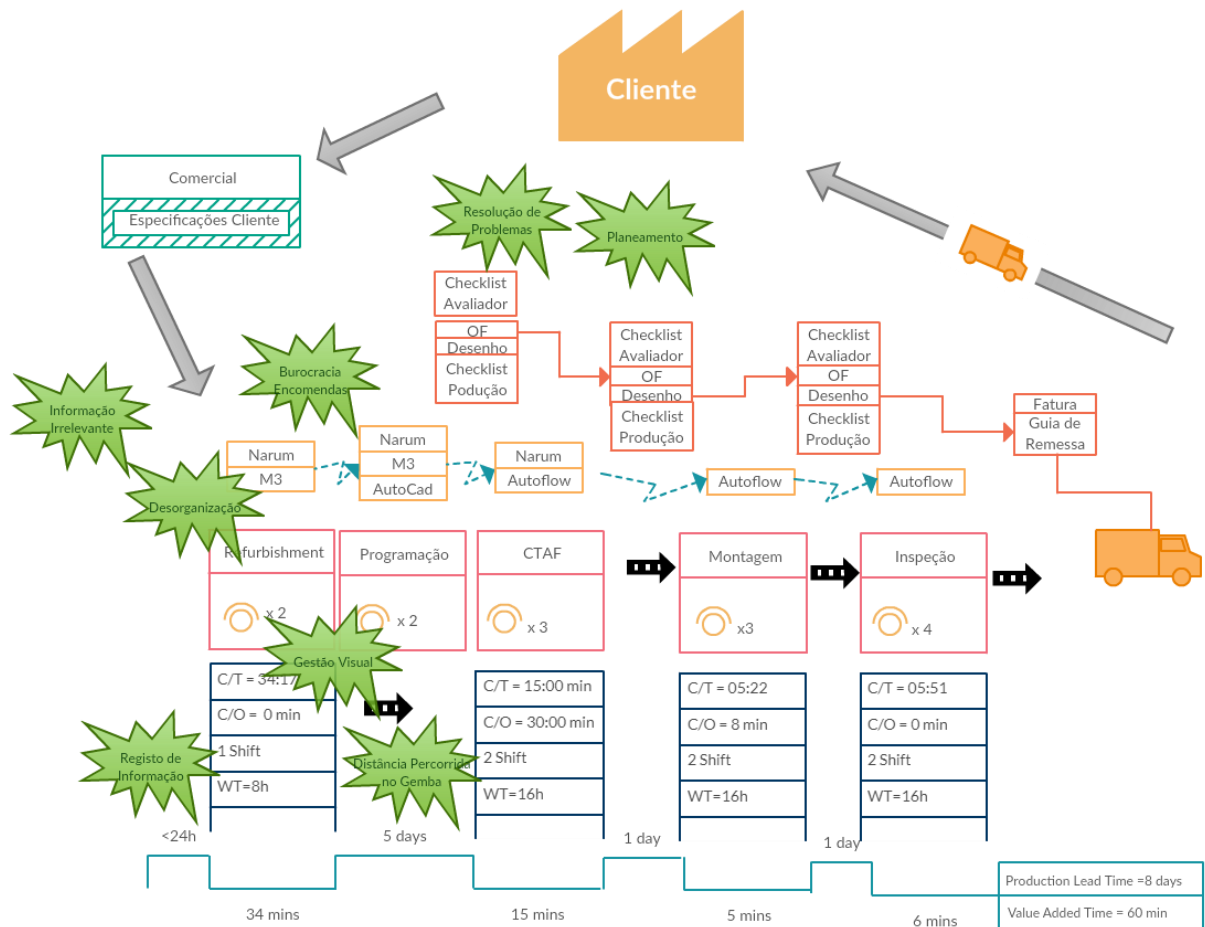 Cliente
Comercial
Especificações Cliente
Resolução de
Problemas
Planeamento
Checklist
Avaliador
OF
Desenho
Checklist
Podução
Checklist
Avaliador
OF
Desenho
Checklist
Produção
Checklist
Avaliador
OF
Desenho
Checklist
Produção
Fatura
Guia de
Remessa
Burocracia
Encomendas
Informação
Irrelevante
Desorganização
Narum
M3
Narum
M3
AutoCad
Narum
Autoflow
Autoflow
Autoflow
Refurbishment
Programação
CTAF
Montagem
Inspeção
x 2
x 2
x 3
x3
x 4
Gestão Visual
C/T = 34:17
C/O = 0 min
1 Shift
WT=8h
C/T = 15:00 min
C/O = 30:00 min
2 Shift
WT=16h
C/T = 05:22
C/O = 8 min
2 Shift
WT=16h
C/T = 05:51
C/O = 0 min
2 Shift
WT=16h
Registo de
Informação
Distância Percorrida
no Gemba
<24h
5 days
1 day
1 day
34 mins
15 mins
5 mins
6 mins
Production Lead Time =8 days
Value Added Time = 60 min